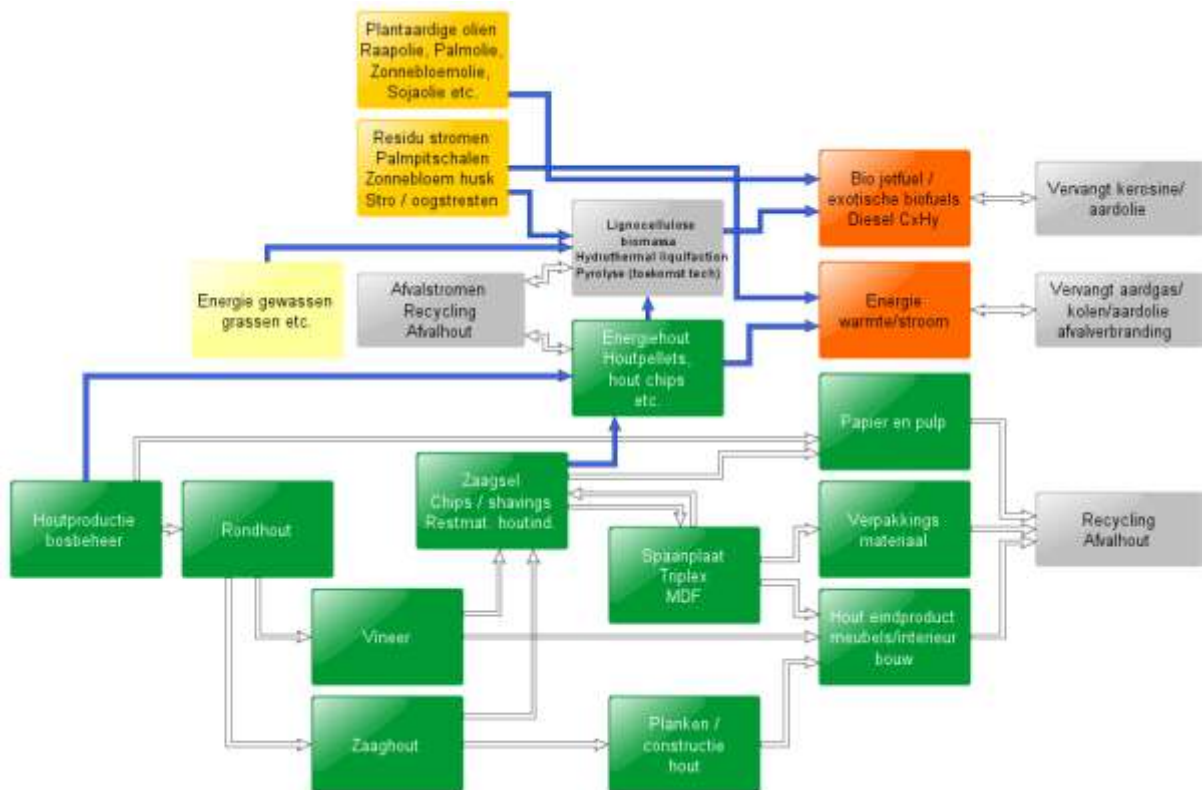 Plantaardige olien
Raapolie, Palmolie,
Zonnebloemolie,
Sojaolie etc.
Residu stromen
Palmpitschalen
Zonnebloem husk
Stro / oogstresten
Bio jetfuel /
exotische biofuels
Diesel CxHy
Vervangt kerosine/
aardolie
Lignocellulose
biomassa
Hydrothermal liquifaction
Pyrolyse (toekomst tech)
Energie gewassen
grassen etc.
Afvalstromen
Recycling
Afvalhout
Energie
warmte/stroom
Vervangt aardgas/
kolen/aardolie
afvalverbranding
Energiehout
Houtpellets,
hout chips
etc.
Papier en pulp
Houtproductie
bosbeheer
Rondhout
Zaagsel
Chips / shavings
Restmat. houtind.
Spaanplaat
Triplex
MDF
Verpakkings
materiaal
Recycling
Afvalhout
Vineer
Hout eindproduct
meubels/interieur
bouw
Zaaghout
Planken /
constructie
hout